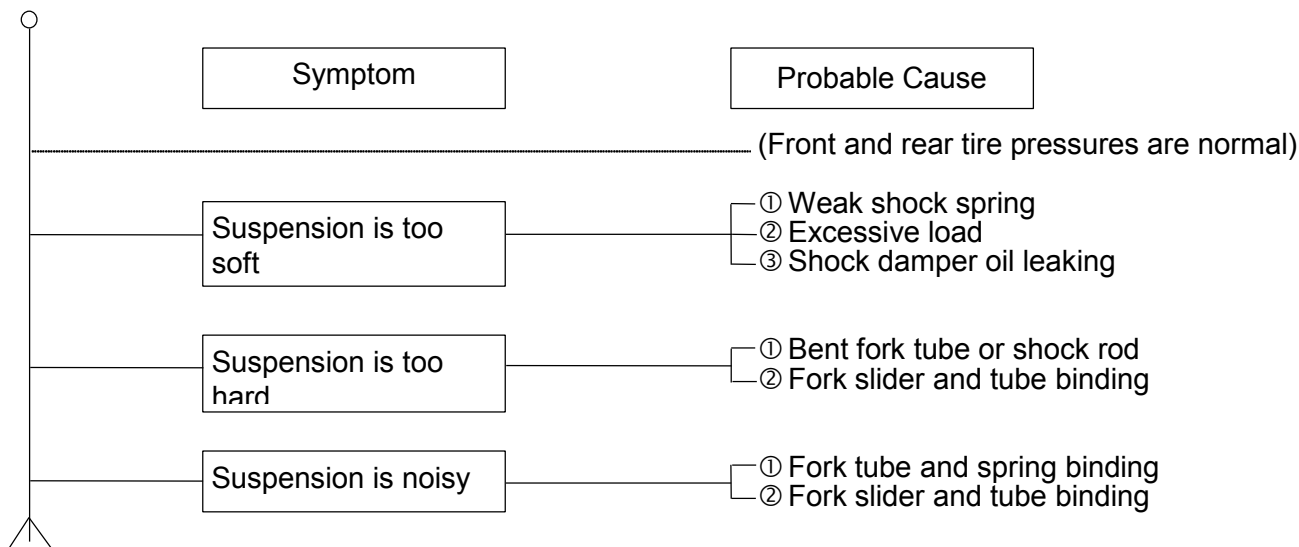 Symptom
Probable Cause
(Front and rear tire pressures are normal)
Suspension is too
soft
① Weak shock spring
② Excessive load
③ Shock damper oil leaking
Suspension is too
hard
① Bent fork tube or shock rod
② Fork slider and tube binding
Suspension is noisy
① Fork tube and spring binding
② Fork slider and tube binding